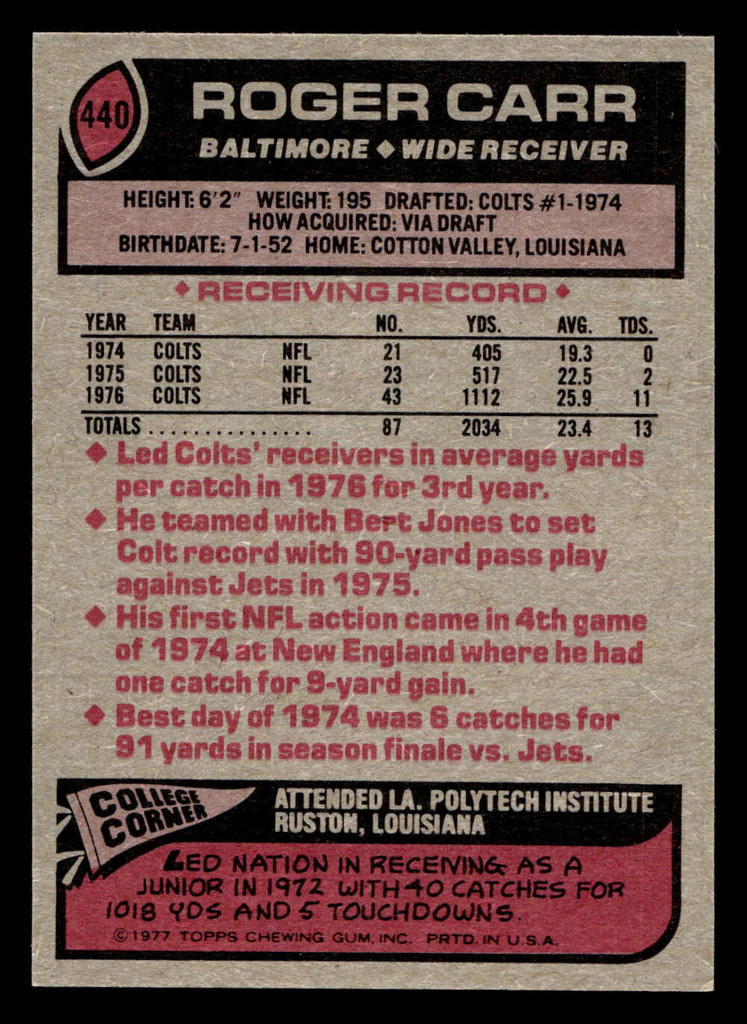 440
ROGER CARR
BALTIMORE ◆ WIDE RECEIVER
HEIGHT: 6'2" WEIGHT: 195 DRAFTED: COLTS #1-1974
HOW ACQUIRED: VIA DRAFT
BIRTHDATE: 7-1-52 HOME: COTTON VALLEY, LOUISIANA
◆ RECEIVING RECORD ◆
YEAR TEAM NO. YDS. AVG. TDS.
1974 COLTS NFL 21 405 19.3 0
1975 COLTS NFL 23 517 22.5 2
1976 COLTS NFL 43 1112 25.9 11
TOTALS ............... 87 2034 23.4 13
◆ Led Colts' receivers in average yards
per catch in 1976 for 3rd year.
◆ He teamed with Bert Jones to set
Colt record with 90-yard pass play
against Jets in 1975.
◆ His first NFL action came in 4th game
of 1974 at New England where he had
one catch for 9-yard gain.
◆ Best day of 1974 was 6 catches for
91 yards in season finale vs. Jets.
COLLEGE
CORNER
ATTENDED LA. POLYTECH INSTITUTE
RUSTON, LOUISIANA
LED NATION IN RECEIVING AS A
JUNIOR IN 1972 WITH 40 CATCHES FOR
1018 YDS AND 5 TOUCHDOWNS.
©1977 TOPPS CHEWING GUM, INC. PRTD. IN U.S.A.